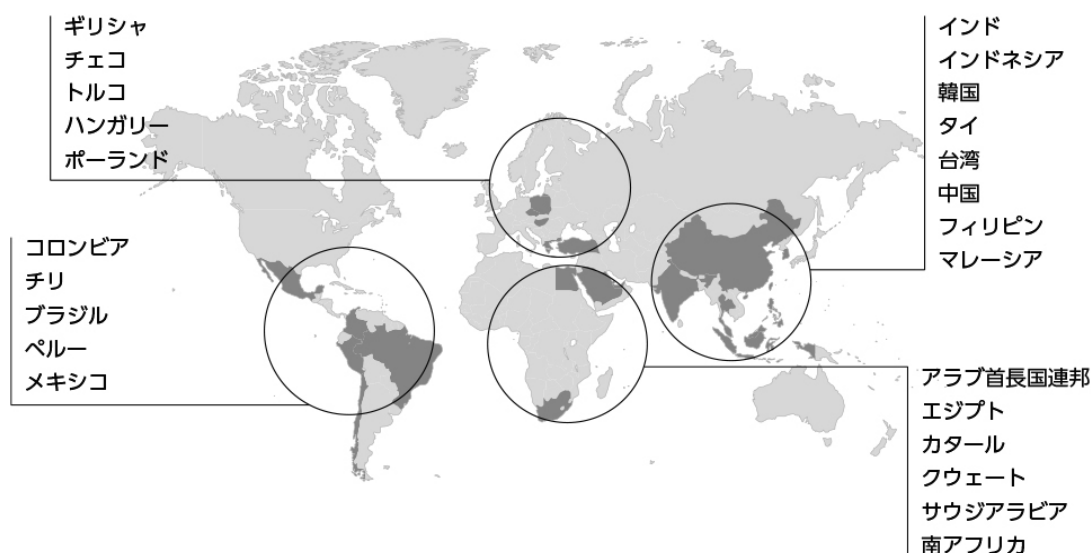 ギリシャ
チェコ
トルコ
ハンガリー
ポーランド
インド
インドネシア
韓国
タイ
台湾
中国
フィリピン
マレーシア
コロンビア
チリ
ブラジル
ペルー
メキシコ
アラブ首長国連邦
エジプト
カタール
クウェート
サウジアラビア
南アフリカ